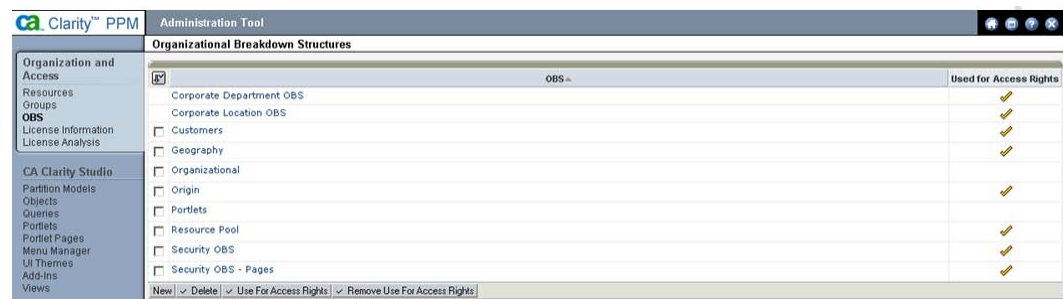 ca Clarity™ PPM
Administration Tool
Organizational Breakdown Structures
Organization and
Access
Resources
Groups
OBS
License Information
License Analysis
CA Clarity Studio
Partition Models
Objects
Queries
Portlets
Portlet Pages
Menu Manager
UI Themes
Add-Ins
Views
OBS
Used for Access Rights
Corporate Department OBS
Corporate Location OBS
Customers
Geography
Organizational
Origin
Portlets
Resource Pool
Security OBS
Security OBS - Pages
New
Delete
Use For Access Rights
Remove Use For Access Rights